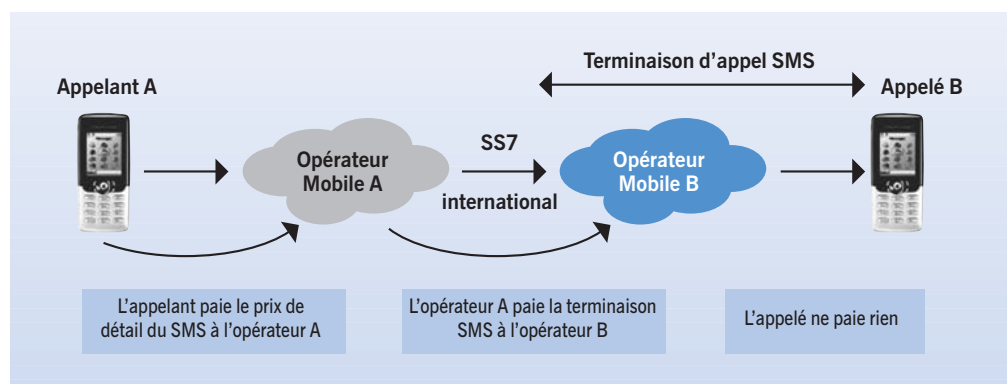 Terminaison d'appel SMS
Appelant A
Appelé B
SS7
Opérateur
Mobile A
Opérateur
Mobile B
international
L'appelant paie le prix de
détail du SMS à l'opérateur A
L'opérateur A paie la terminaison
SMS à l'opérateur B
L'appelé ne paie rien